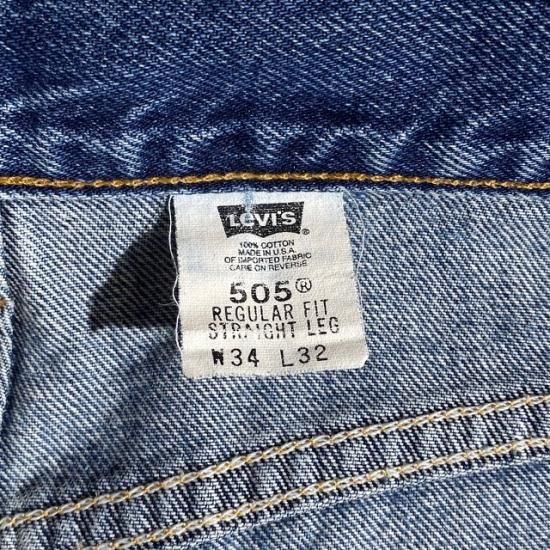 LEVI'S
100% COTTON
MADE IN U.S.A.
OF IMPORTED FABRIC
CARE ON REVERSE
505®
REGULAR FIT
STRAIGHT LEG
W34 L32